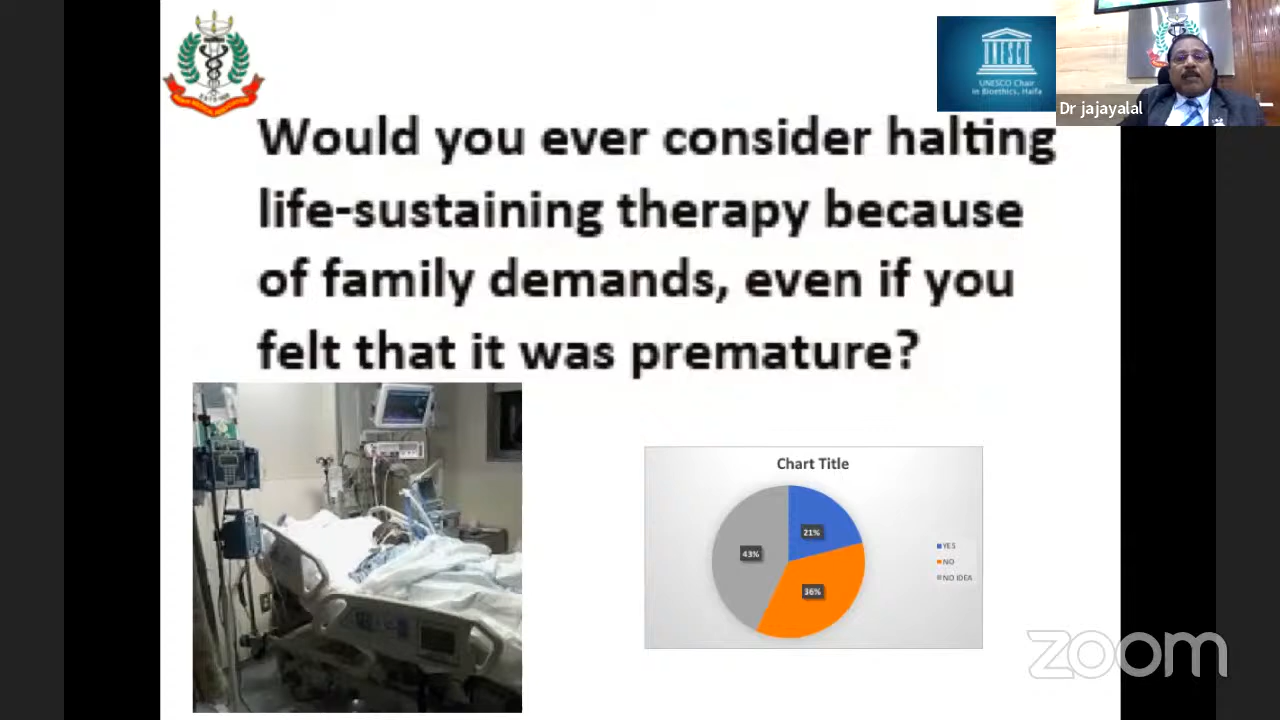 UNESCO
UNESCO Chair
in Bioethics, Haifa
Dr jajayalal
Would you ever consider halting
life-sustaining therapy because
of family demands, even if you
felt that it was premature?
Chart Title
21%
43%
36%
YES
NO
NO IDEA
zoom